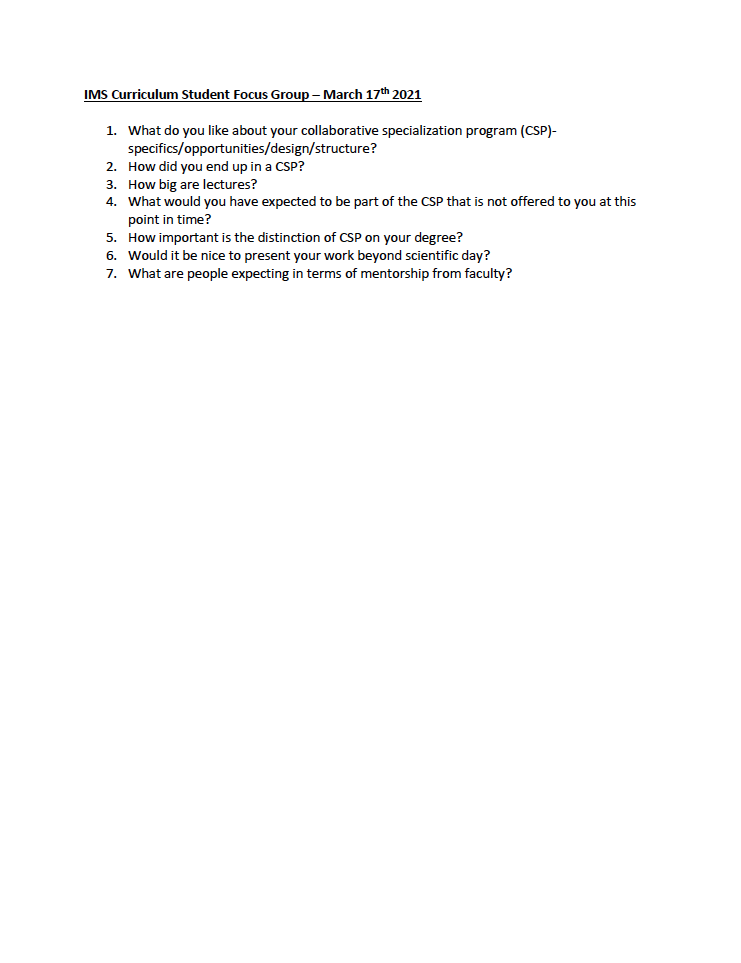 IMS Curriculum Student Focus Group – March 17th 2021
1. What do you like about your collaborative specialization program (CSP)-
specifics/opportunities/design/structure?
2. How did you end up in a CSP?
3. How big are lectures?
4. What would you have expected to be part of the CSP that is not offered to you at this
point in time?
5. How important is the distinction of CSP on your degree?
6. Would it be nice to present your work beyond scientific day?
7. What are people expecting in terms of mentorship from faculty?